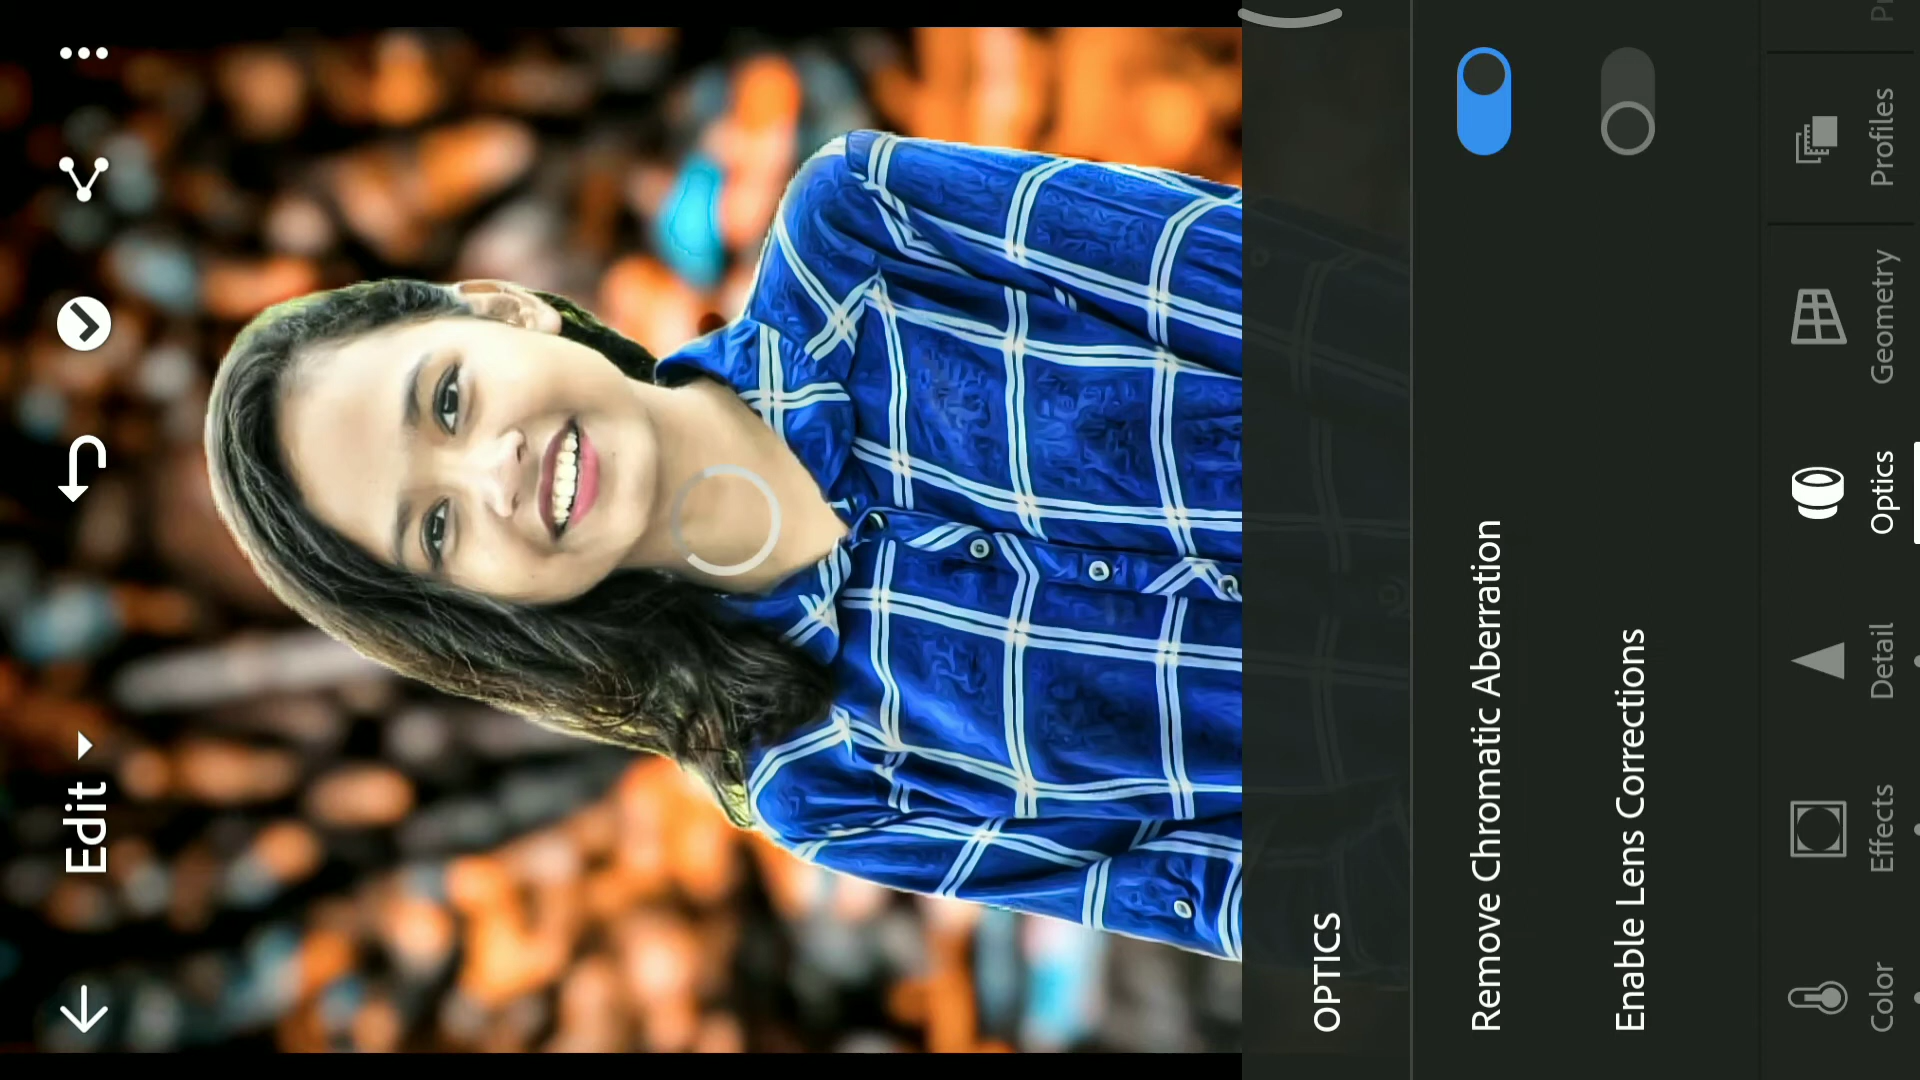 Edit
OPTICS
Remove Chromatic Aberration
Enable Lens Corrections
Color
Effects
Detail
Optics
Geometry
Profiles